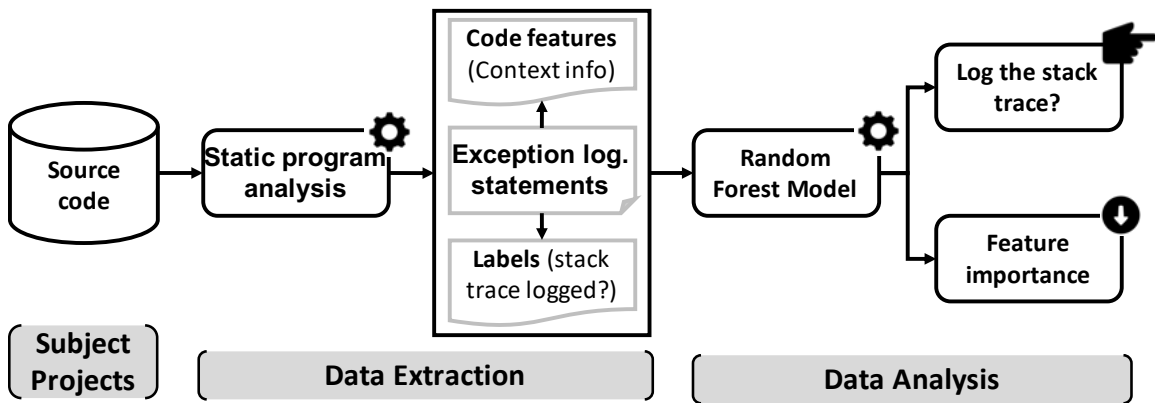 Source
code
Static program
analysis
Code features
(Context info)
Exception log.
statements
Labels (stack
trace logged?)
Random
Forest Model
Log the stack
trace?
Feature
importance
Subject
Projects
Data Extraction
Data Analysis